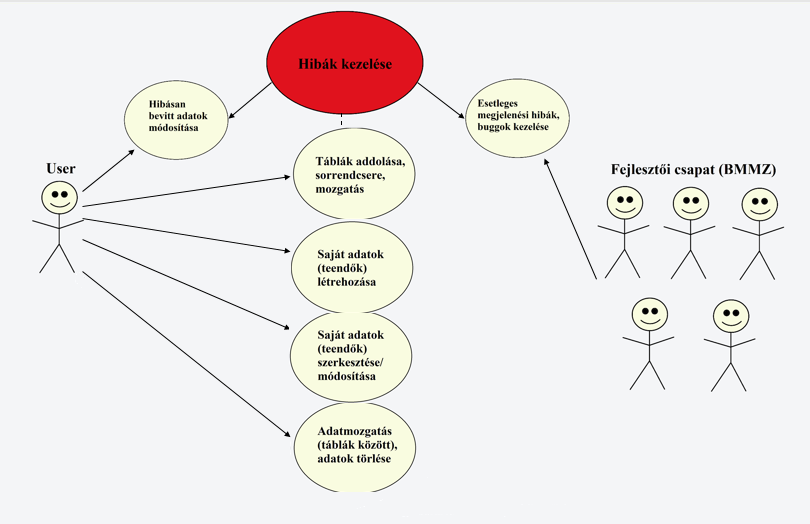 Hibák kezelése
Hibásan
bevitt adatok
módosítása
Esetleges
megjelenési hibák,
buggok kezelése
User
Táblák addolása,
sorrendcsere,
mozgatás
Fejlesztői csapat (BMMZ)
Saját adatok
(teendők)
létrehozása
Saját adatok
(teendők)
szerkesztése/
módosítása
Adatmozgatás
(táblák között),
adatok törlése